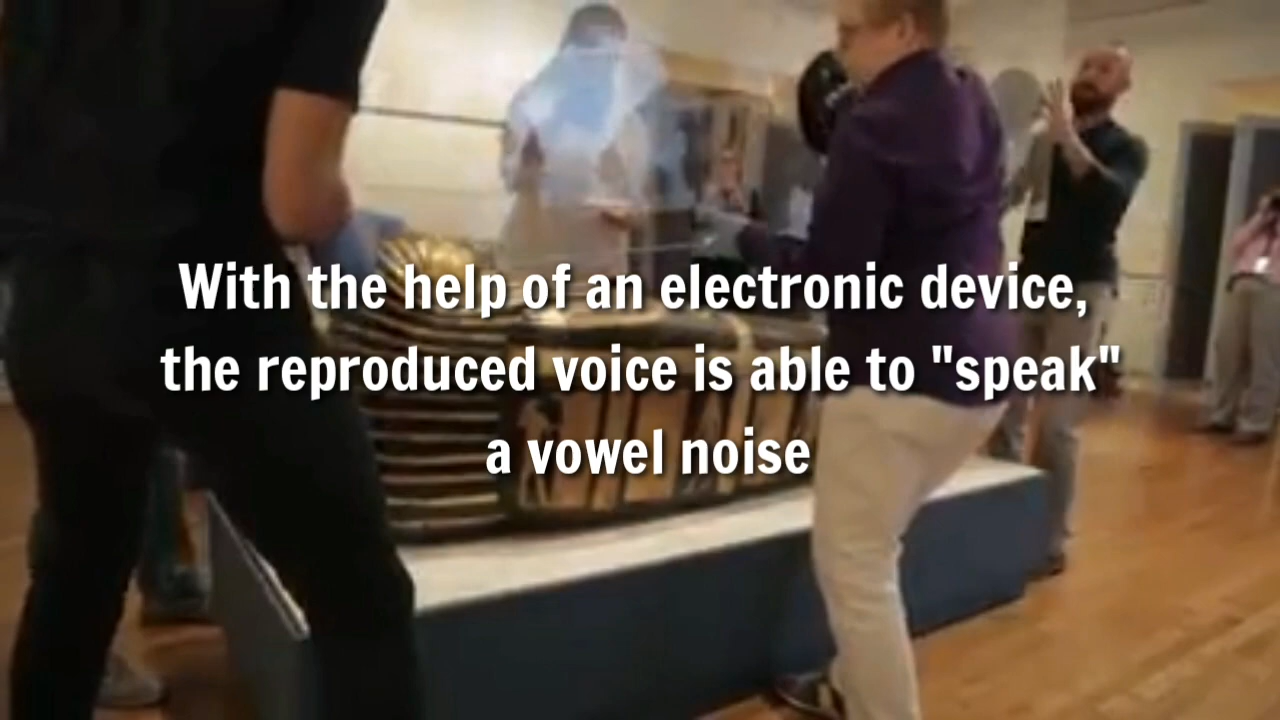 With the help of an electronic device,
the reproduced voice is able to "speak"
a vowel noise